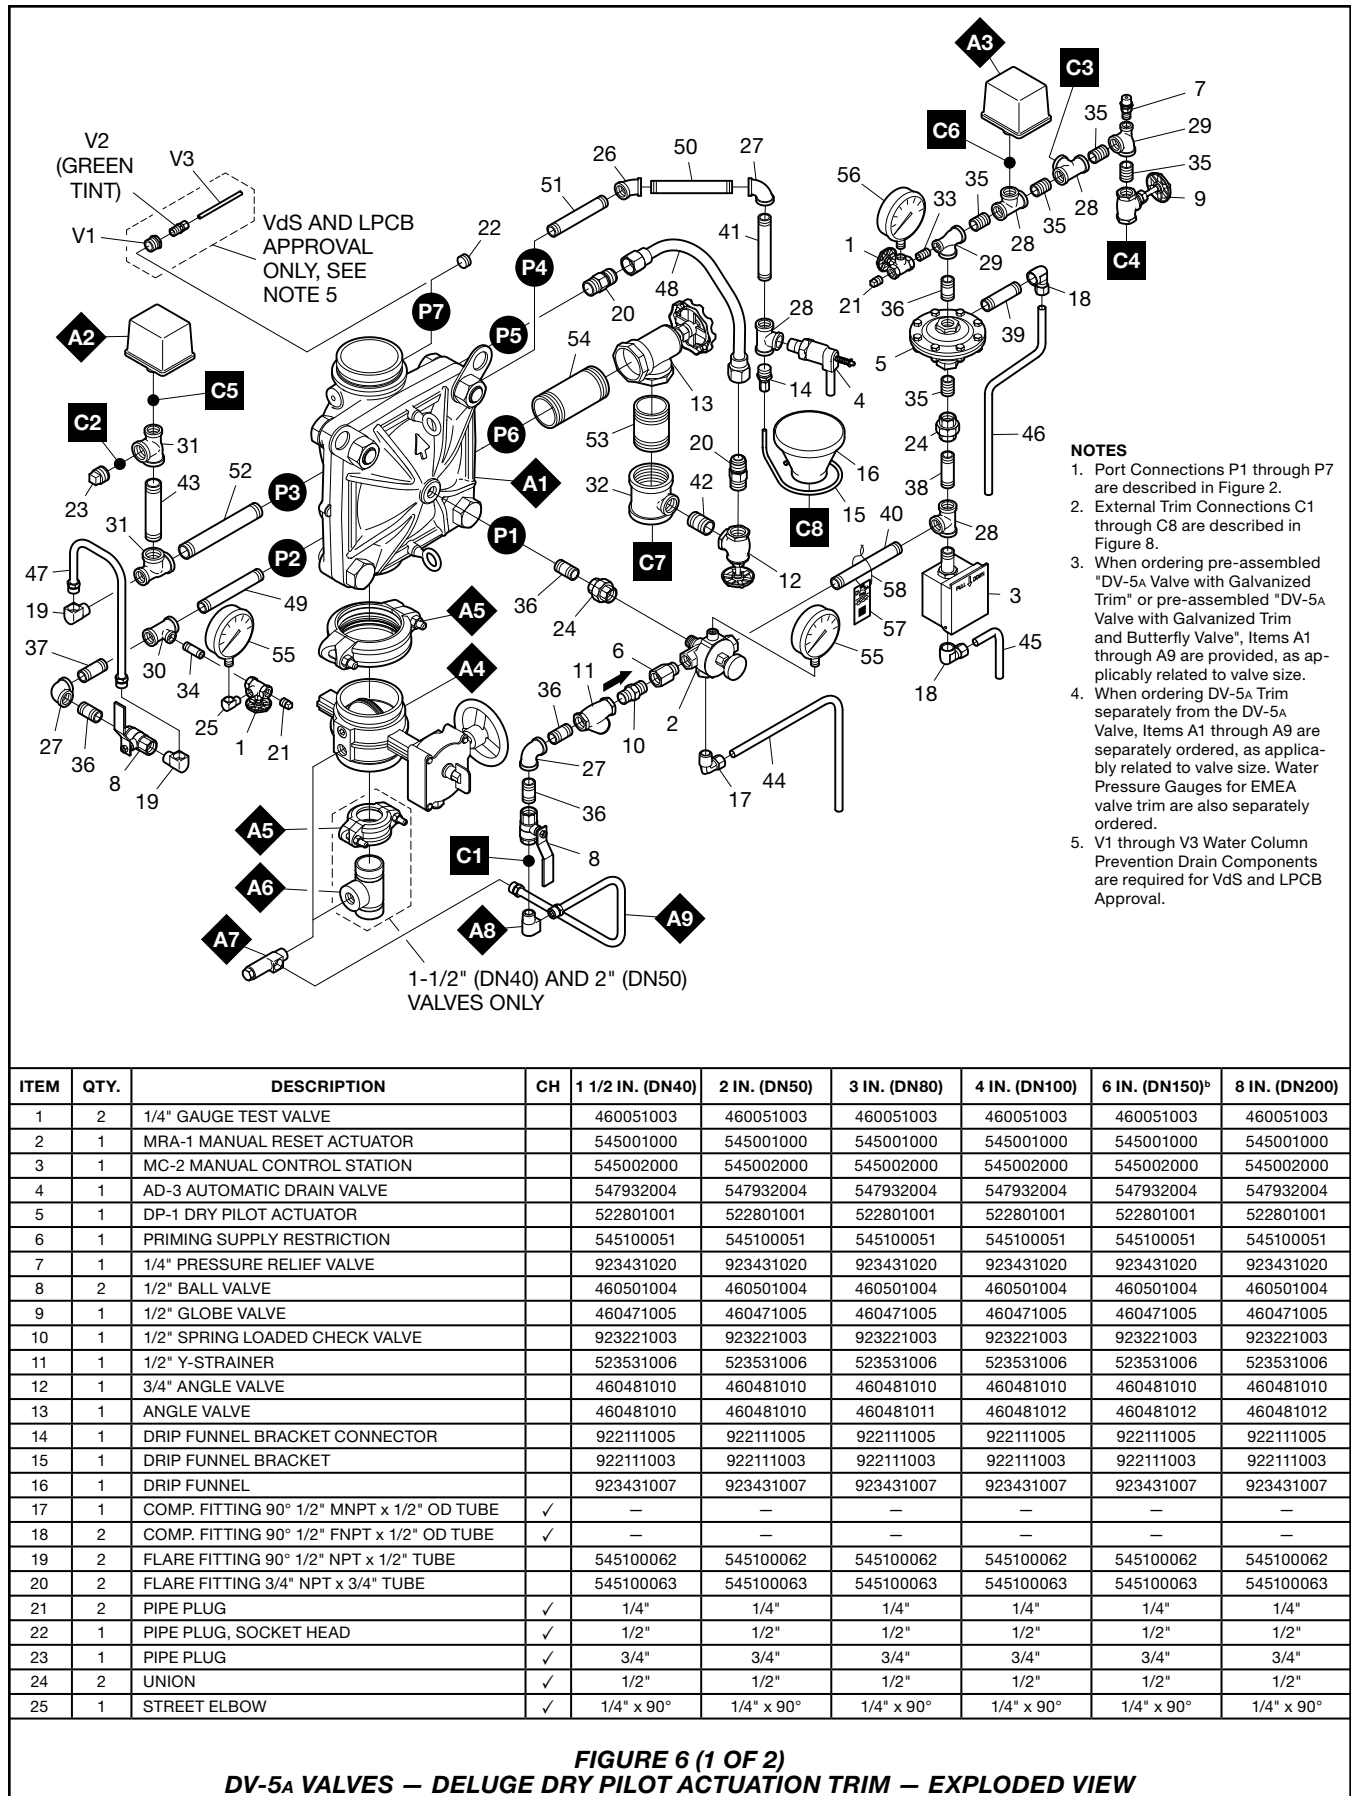 A3
C3
7
35
29
C6
V2
(GREEN
TINT)
V3
26
50
27
35
56
51
35
33
9
V1
VdS AND LPCB
APPROVAL
ONLY, SEE
NOTE 5
22
P4
41
1
28
35
28
C4
P7
48
21
29
36
18
A2
P5
20
28
39
54
5
C5
13
14
4
35
C2
31
P6
53
20
24
46
43
52
16
23
P3
A1
32
42
38
31
15
40
28
P1
C8
47
P2
C7
12
58
3
19
49
36
24
57
A5
55
37
30
55
6
45
34
11
18
A4
36
25
1
21
2
27
10
36
8
27
44
19
17
36
A5
C1
8
A6
A7
A8
A9
1-1/2" (DN40) AND 2" (DN50)
VALVES ONLY
PULL
DOWN
NOTES
1. Port Connections P1 through P7
are described in Figure 2.
2. External Trim Connections C1
through C8 are described in
Figure 8.
3. When ordering pre-assembled
"DV-5A Valve with Galvanized
Trim" or pre-assembled "DV-5A
Valve with Galvanized Trim
and Butterfly Valve", Items A1
through A9 are provided, as ap-
plicably related to valve size.
4. When ordering DV-5A Trim
separately from the DV-5A
Valve, Items A1 through A9 are
separately ordered, as applica-
bly related to valve size. Water
Pressure Gauges for EMEA
valve trim are also separately
ordered.
5. V1 through V3 Water Column
Prevention Drain Components
are required for VdS and LPCB
Approval.
ITEM QTY. DESCRIPTION CH 1 1/2 IN. (DN40) 2 IN. (DN50) 3 IN. (DN80) 4 IN. (DN100) 6 IN. (DN150)b 8 IN. (DN200)
1 2 1/4" GAUGE TEST VALVE 460051003 460051003 460051003 460051003 460051003 460051003
2 1 MRA-1 MANUAL RESET ACTUATOR 545001000 545001000 545001000 545001000 545001000 545001000
3 1 MC-2 MANUAL CONTROL STATION 545002000 545002000 545002000 545002000 545002000 545002000
4 1 AD-3 AUTOMATIC DRAIN VALVE 547932004 547932004 547932004 547932004 547932004 547932004
5 1 DP-1 DRY PILOT ACTUATOR 522801001 522801001 522801001 522801001 522801001 522801001
6 1 PRIMING SUPPLY RESTRICTION 545100051 545100051 545100051 545100051 545100051 545100051
7 1 1/4" PRESSURE RELIEF VALVE 923431020 923431020 923431020 923431020 923431020 923431020
8 2 1/2" BALL VALVE 460501004 460501004 460501004 460501004 460501004 460501004
9 1 1/2" GLOBE VALVE 460471005 460471005 460471005 460471005 460471005 460471005
10 1 1/2" SPRING LOADED CHECK VALVE 923221003 923221003 923221003 923221003 923221003 923221003
11 1 1/2" Y-STRAINER 523531006 523531006 523531006 523531006 523531006 523531006
12 1 3/4" ANGLE VALVE 460481010 460481010 460481010 460481010 460481010 460481010
13 1 ANGLE VALVE 460481010 460481010 460481011 460481012 460481012 460481012
14 1 DRIP FUNNEL BRACKET CONNECTOR 922111005 922111005 922111005 922111005 922111005 922111005
15 1 DRIP FUNNEL BRACKET 922111003 922111003 922111003 922111003 922111003 922111003
16 1 DRIP FUNNEL 923431007 923431007 923431007 923431007 923431007 923431007
17 1 COMP. FITTING 90° 1/2" MNPT x 1/2" OD TUBE ✓ — — — — — —
18 2 COMP. FITTING 90° 1/2" FNPT x 1/2" OD TUBE ✓ — — — — — —
19 2 FLARE FITTING 90° 1/2" NPT x 1/2" TUBE 545100062 545100062 545100062 545100062 545100062 545100062
20 2 FLARE FITTING 3/4" NPT x 3/4" TUBE 545100063 545100063 545100063 545100063 545100063 545100063
21 2 PIPE PLUG ✓ 1/4" 1/4" 1/4" 1/4" 1/4" 1/4"
22 1 PIPE PLUG, SOCKET HEAD ✓ 1/2" 1/2" 1/2" 1/2" 1/2" 1/2"
23 1 PIPE PLUG ✓ 3/4" 3/4" 3/4" 3/4" 3/4" 3/4"
24 2 UNION ✓ 1/2" 1/2" 1/2" 1/2" 1/2" 1/2"
25 1 STREET ELBOW ✓ 1/4" x 90° 1/4" x 90° 1/4" x 90° 1/4" x 90° 1/4" x 90° 1/4" x 90°
FIGURE 6 (1 OF 2)
DV-5A VALVES — DELUGE DRY PILOT ACTUATION TRIM — EXPLODED VIEW